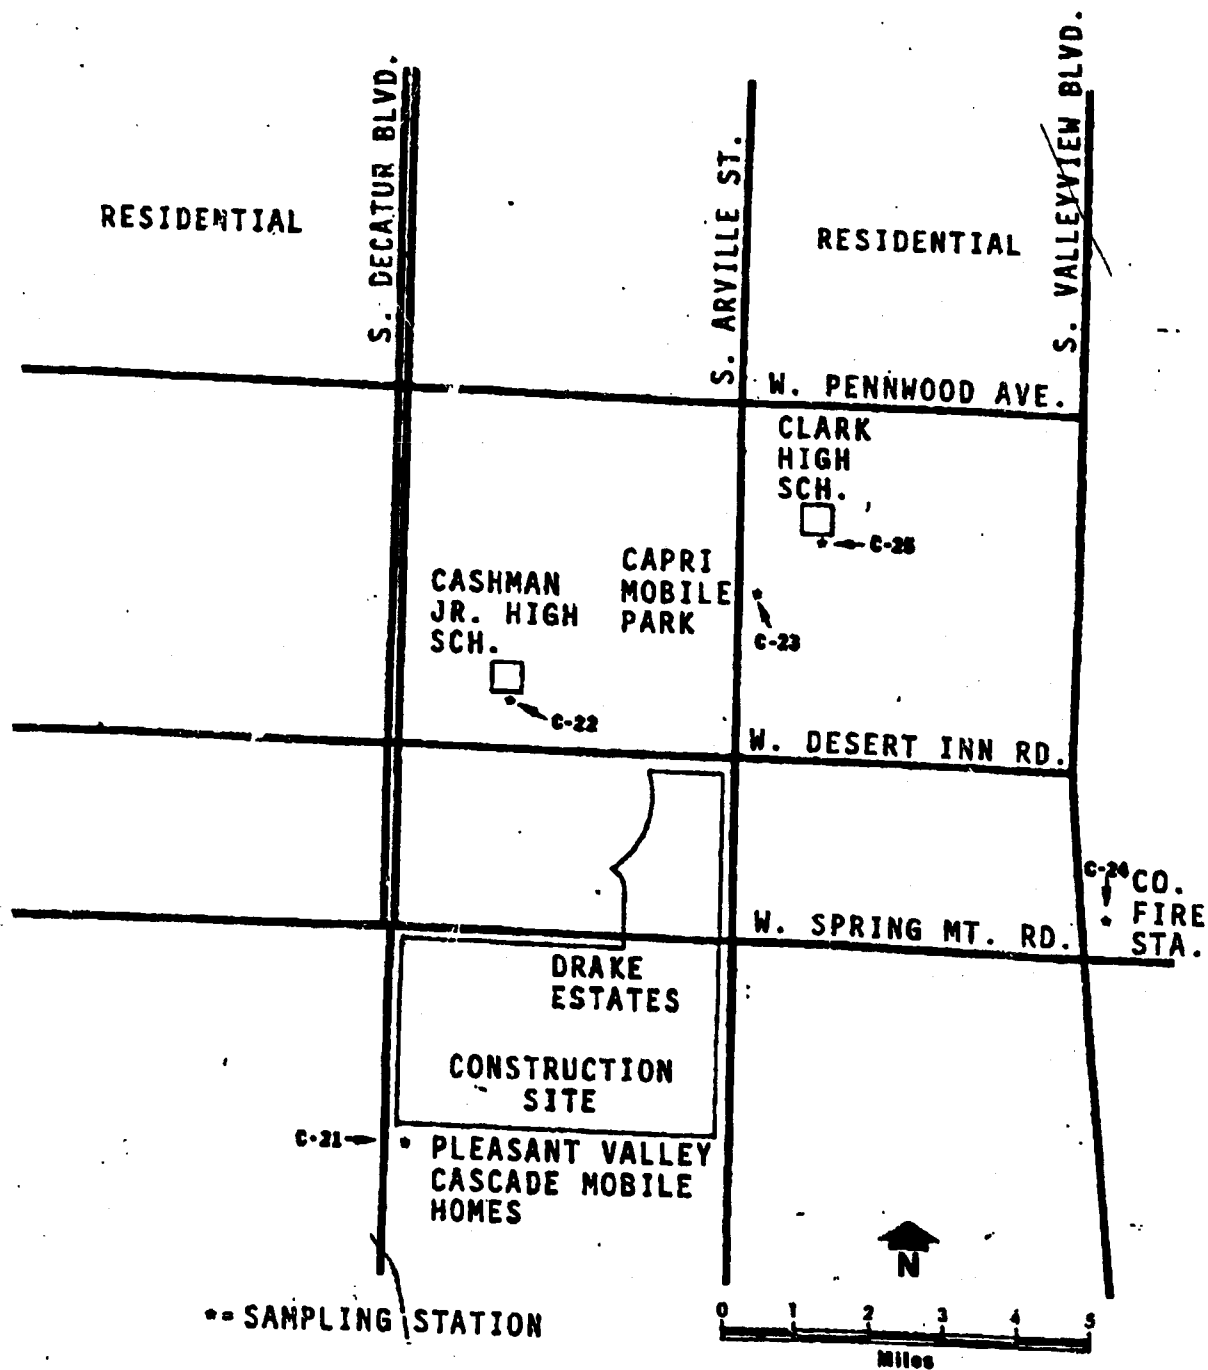 S. DECATUR BLVD.
S. ARVILLE ST.
S. VALLEYVIEW BLVD.
RESIDENTIAL
RESIDENTIAL
W. PENNWOOD AVE.
CLARK
HIGH
SCH.
C-25
CAPRI
MOBILE
PARK
C-23
CASHMAN
JR. HIGH
SCH.
C-22
W. DESERT INN RD.
C-24
CO.
FIRE
STA.
W. SPRING MT. RD.
DRAKE
ESTATES
CONSTRUCTION
SITE
C-21
* PLEASANT VALLEY
CASCADE MOBILE
HOMES
N
*= SAMPLING STATION
0 1 2 3 4 5
Miles